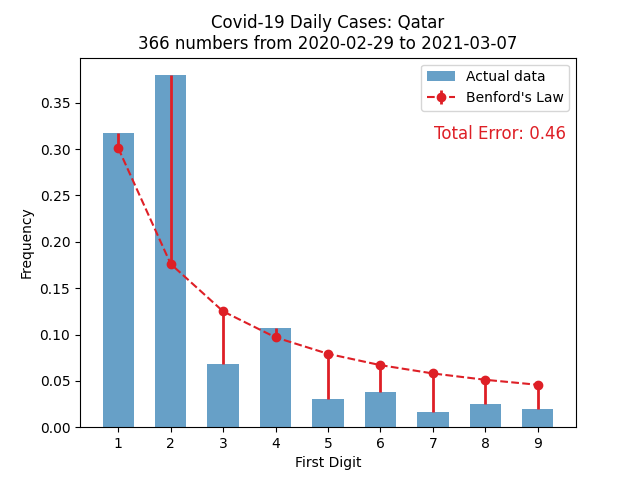 Covid-19 Daily Cases: Qatar
366 numbers from 2020-02-29 to 2021-03-07
Actual data
Benford's Law
Total Error: 0.46
0.35
0.30
0.25
0.20
0.15
0.10
0.05
0.00
Frequency
1 2 3 4 5 6 7 8 9
First Digit